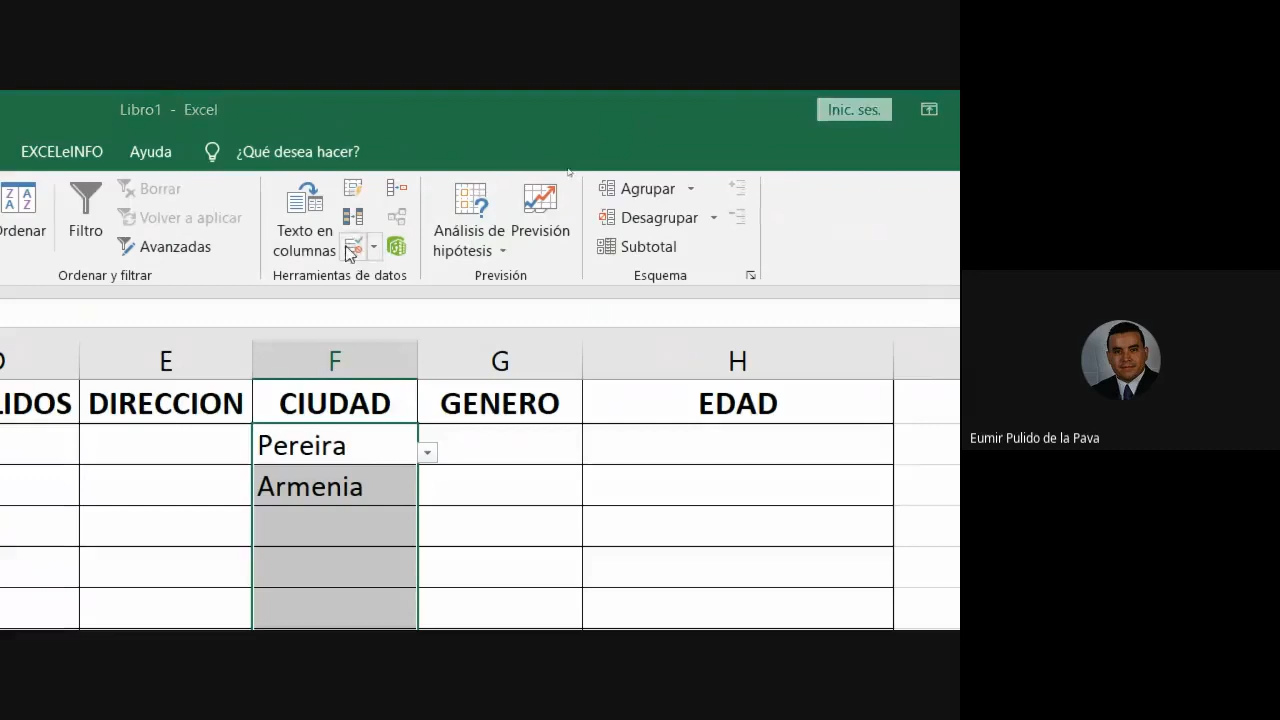 Libro1 - Excel
Inic. ses.
EXCELeINFO
Ayuda
¿Qué desea hacer?
Ordenar
Filtro
Borrar
Volver a aplicar
Avanzadas
Ordenar y filtrar
Texto en
columnas
Herramientas de datos
Análisis de
hipótesis
Previsión
Previsión
Agrupar
Desagrupar
Subtotal
Esquema
E F G H
LIDOS DIRECCION CIUDAD GENERO EDAD
Pereira
Armenia
Eumir Pulido de la Pava